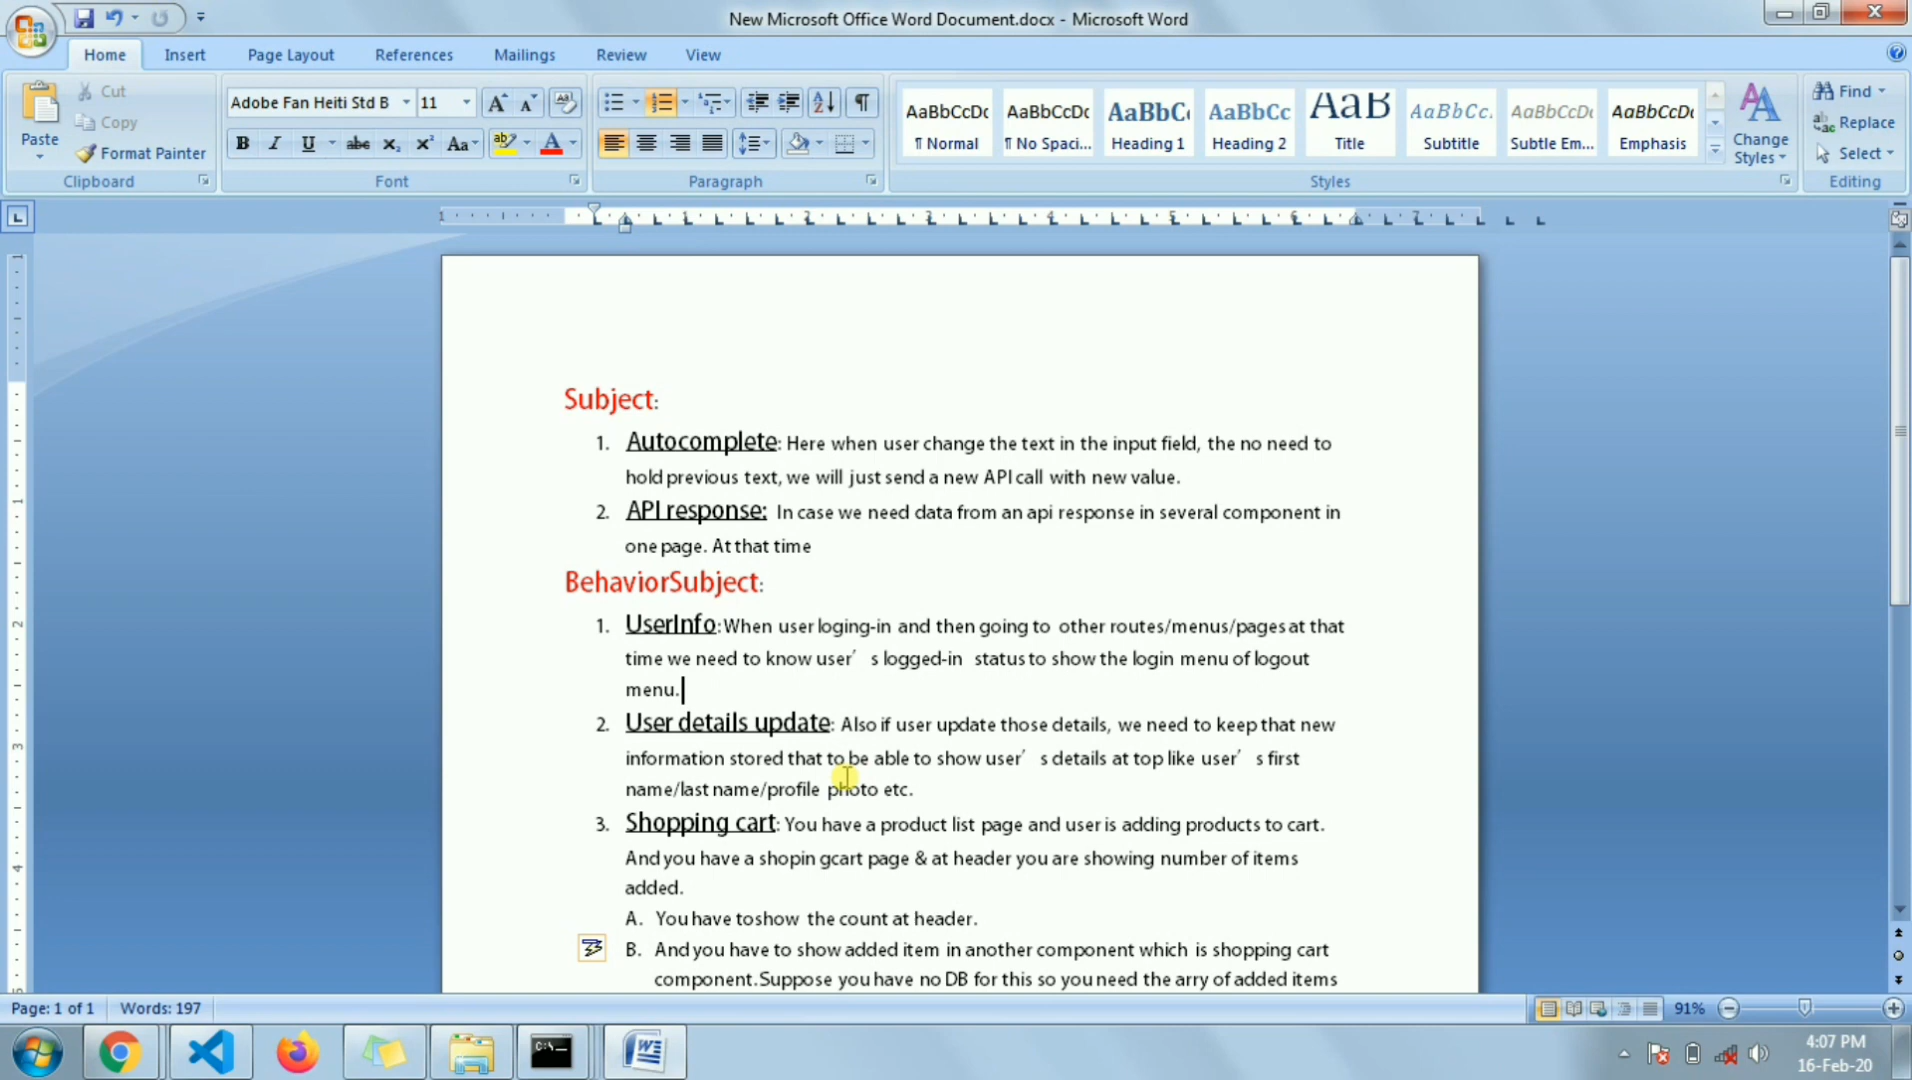 New Microsoft Office Word Document.docx - Microsoft Word
Home Insert Page Layout References Mailings Review View
Paste
Cut
Copy
Format Painter
Clipboard
Adobe Fan Heiti Std B 11
B I U abc X₂ X² Aa
Font
Paragraph
AaBbCcDc AaBbCcDc AaBbC AaBbCc AaB AaBbCc. AaBbCcDc AaBbCcDc
¶ Normal ¶ No Spaci... Heading 1 Heading 2 Title Subtitle Subtle Em... Emphasis
Change Styles
Styles
Find
Replace
Select
Editing
Subject:
1. Autocomplete: Here when user change the text in the input field, the no need to
hold previous text, we will just send a new API call with new value.
2. API response: In case we need data from an api response in several component in
one page. At that time
BehaviorSubject:
1. UserInfo: When user loging-in and then going to other routes/menus/pages at that
time we need to know user's logged-in status to show the login menu of logout
menu.
2. User details update: Also if user update those details, we need to keep that new
information stored that to be able to show user's details at top like user's first
name/last name/profile photo etc.
3. Shopping cart: You have a product list page and user is adding products to cart.
And you have a shopin gcart page & at header you are showing number of items
added.
A. You have toshow the count at header.
B. And you have to show added item in another component which is shopping cart
component.Suppose you have no DB for this so you need the arry of added items
Page: 1 of 1 Words: 197
91%
4:07 PM
16-Feb-20